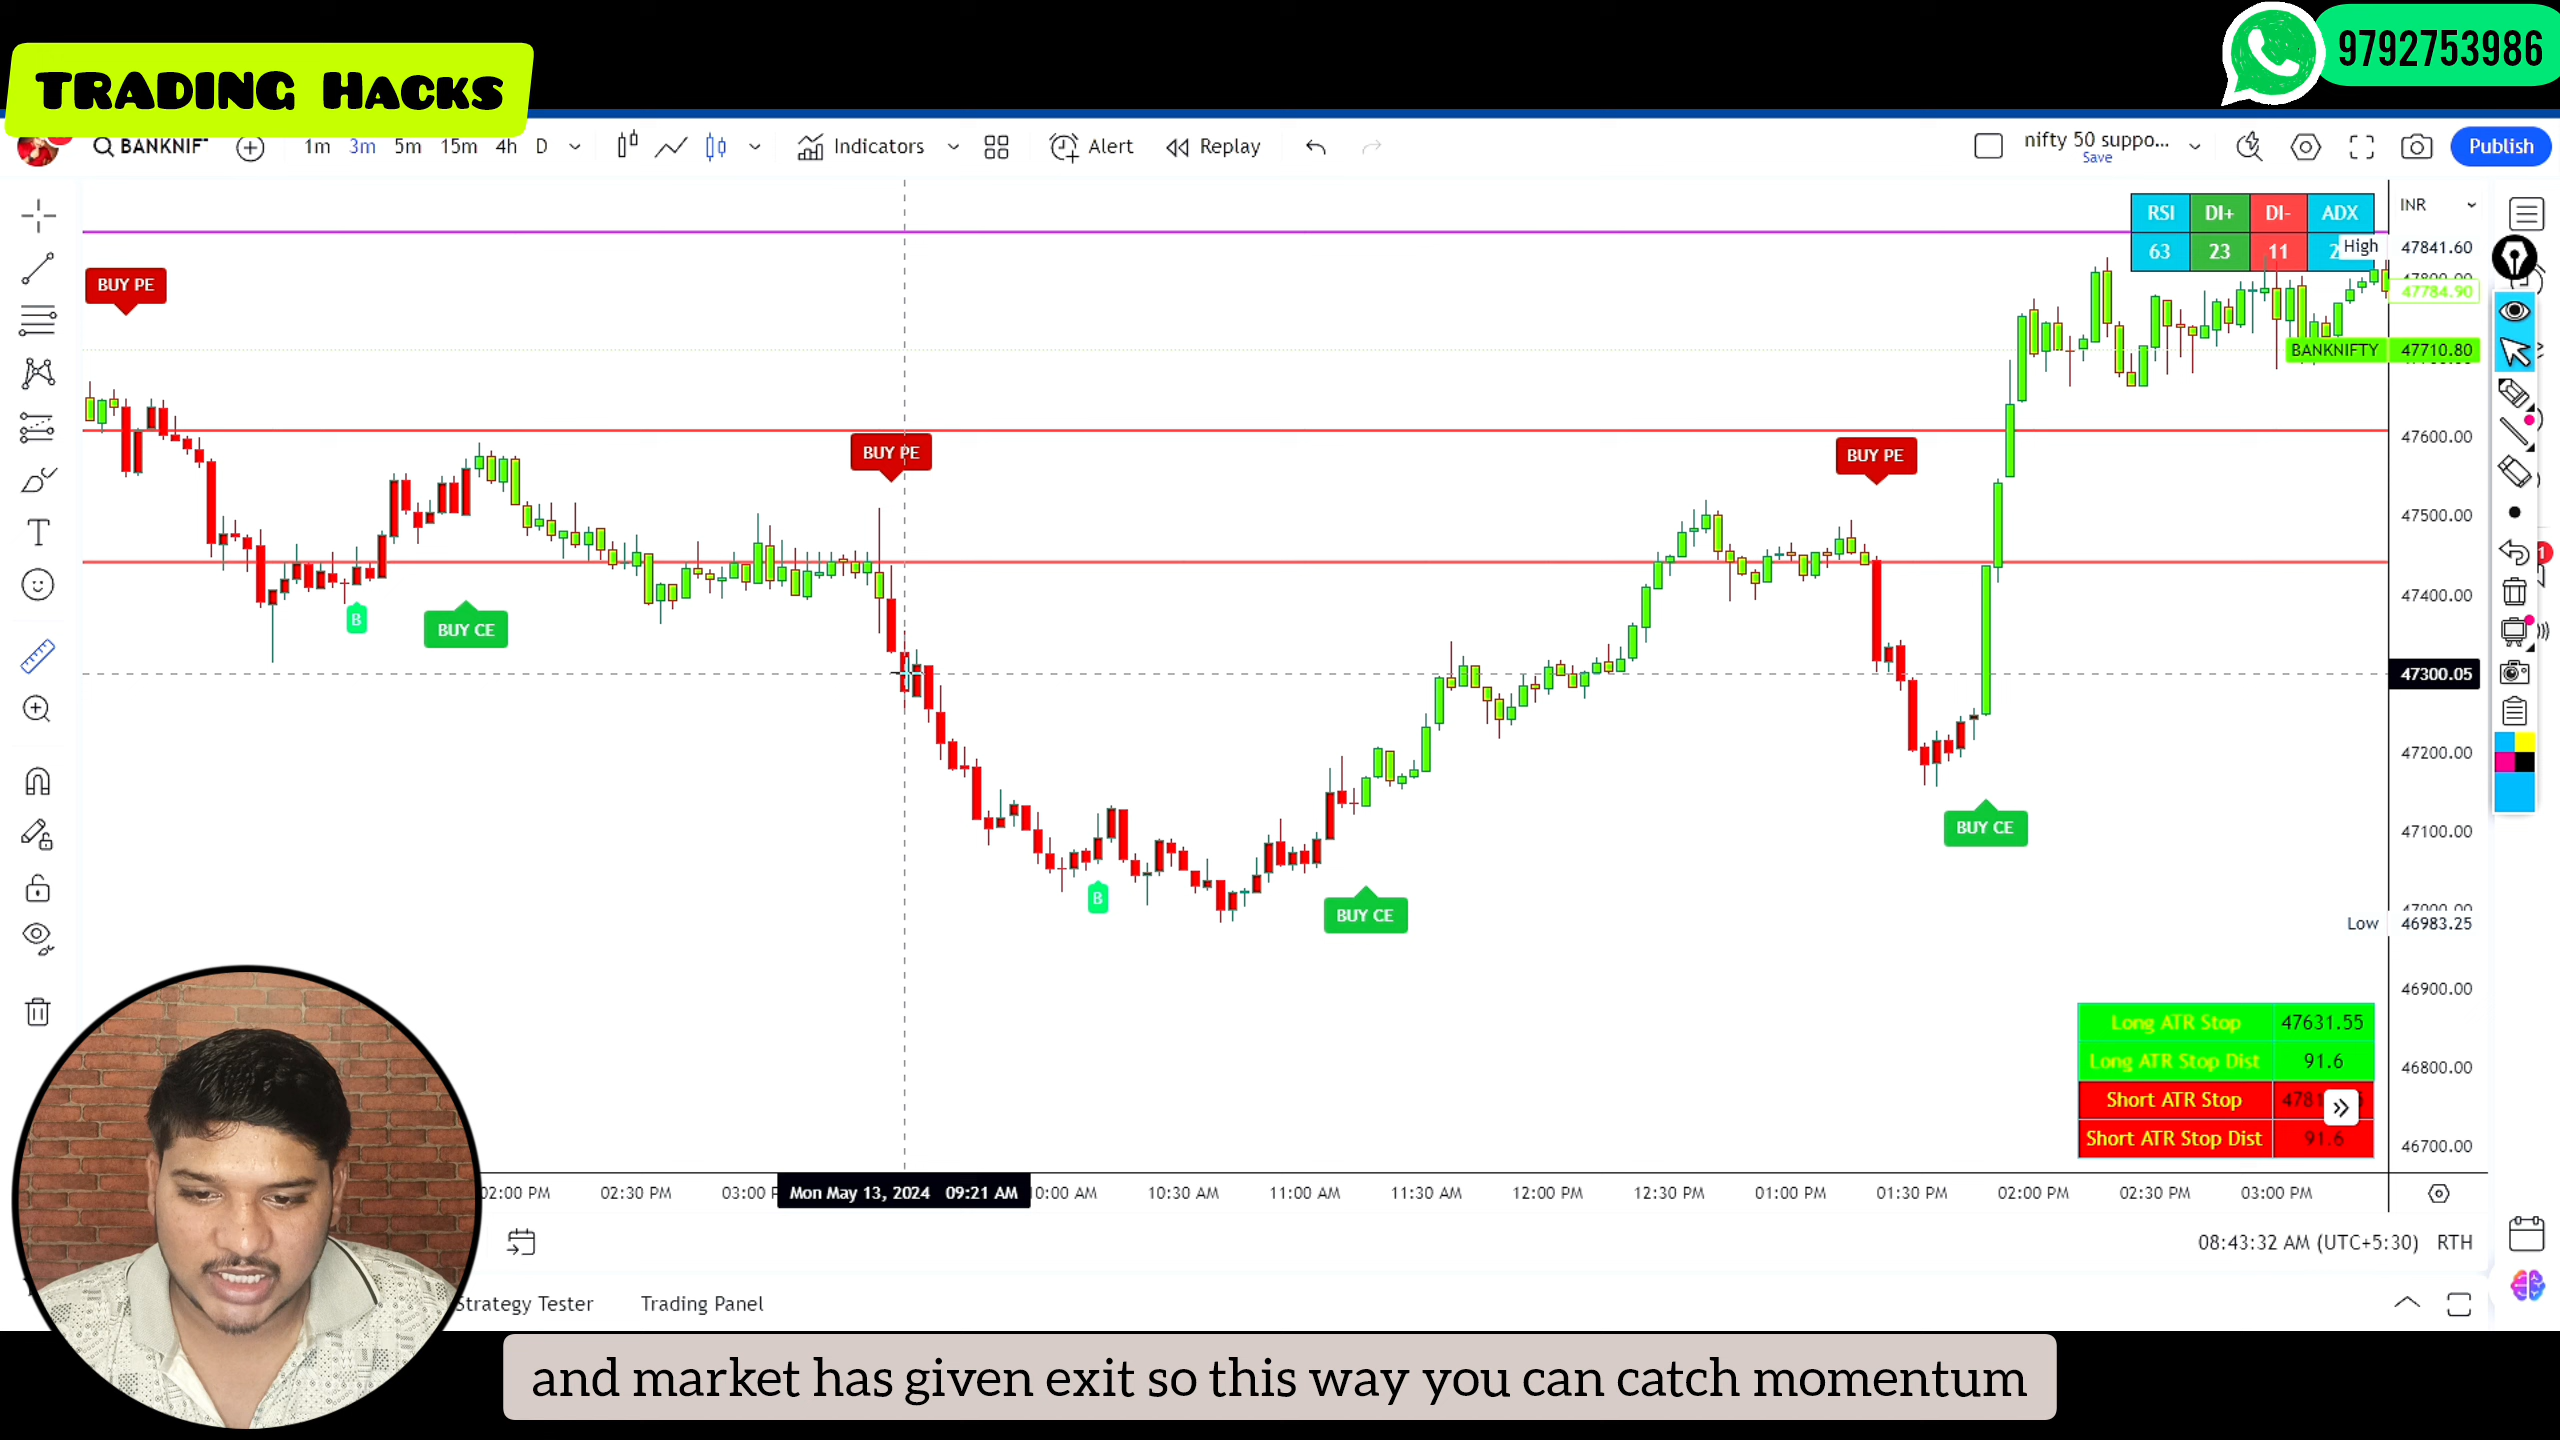 TRADING HACKS
9792753986
BANKNIF
1m 3m 5m 15m 4h D
Indicators
Alert
Replay
nifty 50 suppo...
Save
Publish
RSI DI+ DI- ADX
63 23 11
INR
High 47841.60
47784.90
BANKNIFTY 47710.80
47600.00
47500.00
47400.00
47300.05
47200.00
47100.00
Low 46983.25
46900.00
46800.00
46700.00
BUY PE
BUY PE
BUY PE
B
BUY CE
B
BUY CE
BUY CE
1
Long ATR Stop 47631.55
Long ATR Stop Dist 91.6
Short ATR Stop
Short ATR Stop Dist 91.6
02:00 PM 02:30 PM 03:00 Mon May 13, 2024 09:21 AM 0:00 AM 10:30 AM 11:00 AM 11:30 AM 12:00 PM 12:30 PM 01:00 PM 01:30 PM 02:00 PM 02:30 PM 03:00 PM
08:43:32 AM (UTC+5:30) RTH
Strategy Tester Trading Panel
and market has given exit so this way you can catch momentum